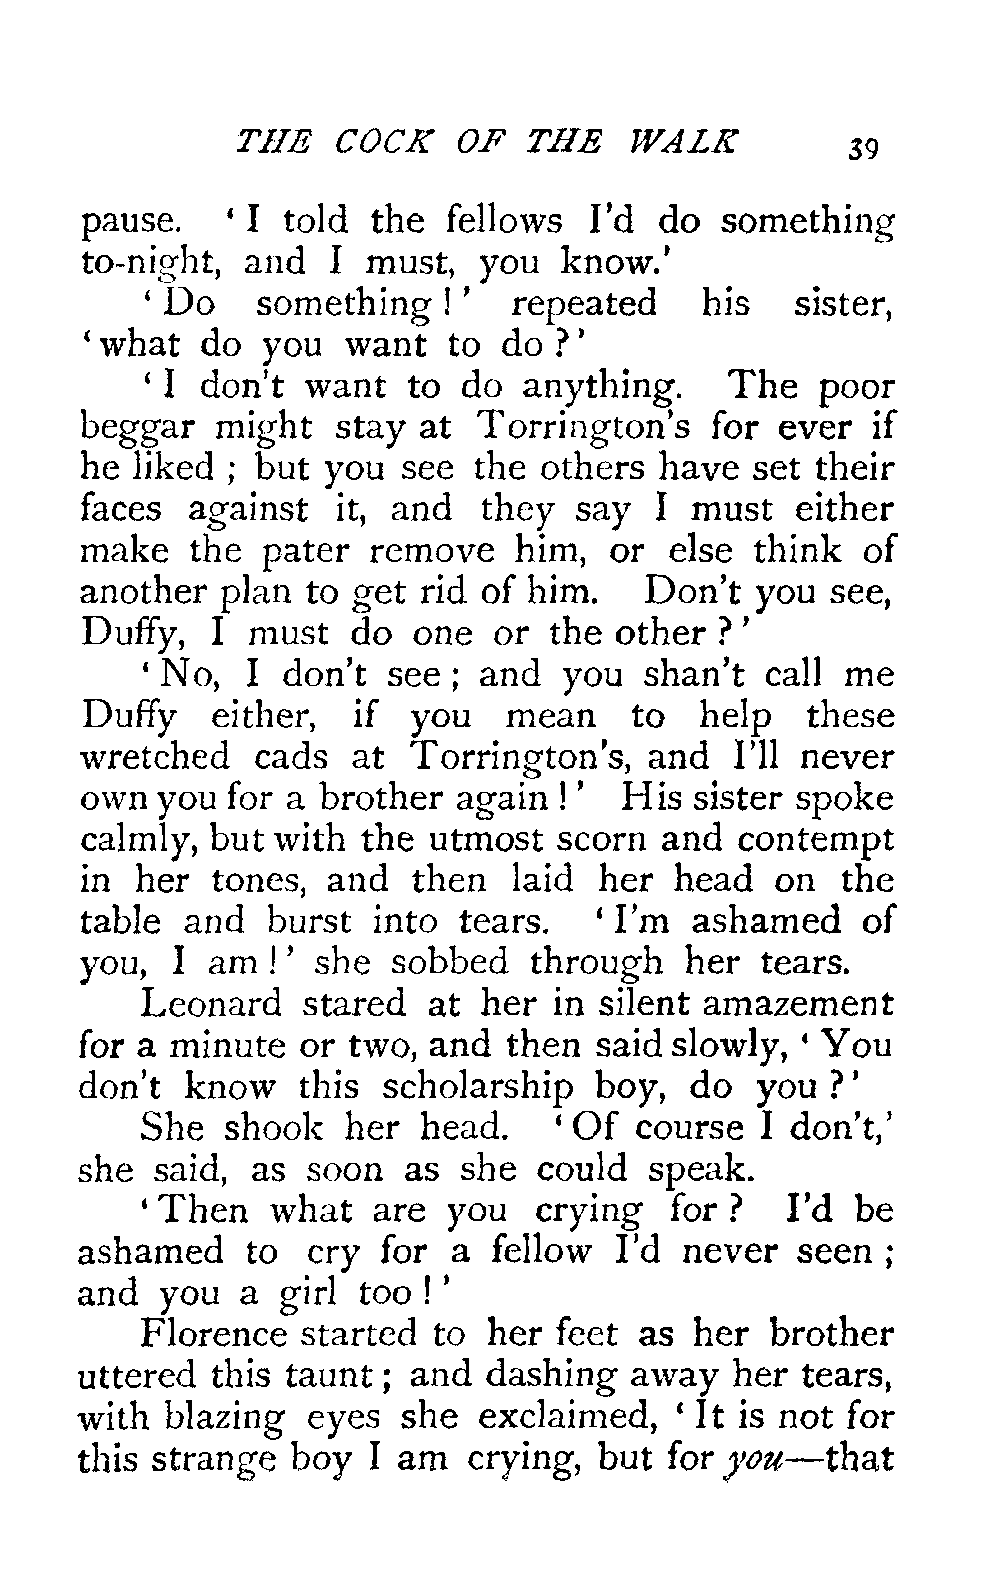 THE COCK OF THE WALK 39
pause. ‘ I told the fellows I’d do something
to-night, and I must, you know.’
‘ Do something ! ’ repeated his sister,
‘ what do you want to do ? ’
‘ I don’t want to do anything. The poor
beggar might stay at Torrington’s for ever if
he liked ; but you see the others have set their
faces against it, and they say I must either
make the pater remove him, or else think of
another plan to get rid of him. Don’t you see,
Duffy, I must do one or the other ? ’
‘ No, I don’t see ; and you shan’t call me
Duffy either, if you mean to help these
wretched cads at Torrington’s, and I’ll never
own you for a brother again ! ’ His sister spoke
calmly, but with the utmost scorn and contempt
in her tones, and then laid her head on the
table and burst into tears. ‘ I’m ashamed of
you, I am ! ’ she sobbed through her tears.
Leonard stared at her in silent amazement
for a minute or two, and then said slowly, ‘ You
don’t know this scholarship boy, do you ? ’
She shook her head. ‘ Of course I don’t,’
she said, as soon as she could speak.
‘ Then what are you crying for ? I’d be
ashamed to cry for a fellow I’d never seen ;
and you a girl too ! ’
Florence started to her feet as her brother
uttered this taunt ; and dashing away her tears,
with blazing eyes she exclaimed, ‘ It is not for
this strange boy I am crying, but for you—that